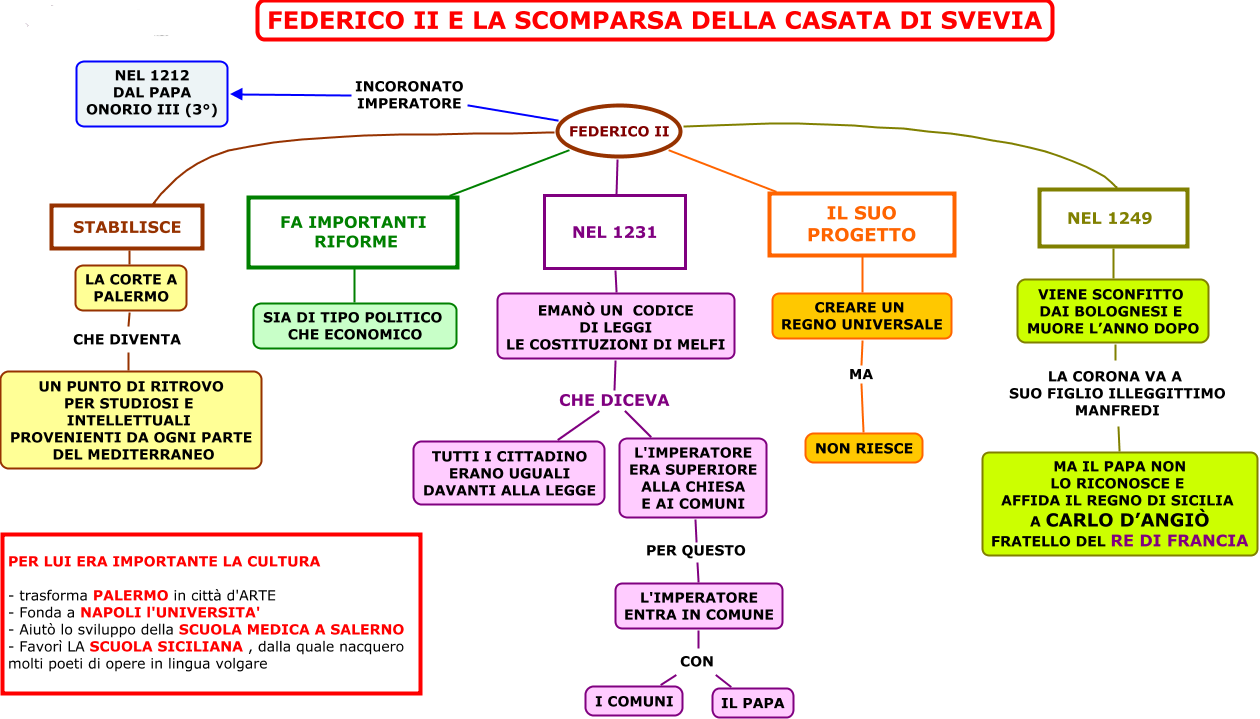 FEDERICO II E LA SCOMPARSA DELLA CASATA DI SVEVIA
NEL 1212
DAL PAPA
ONORIO III (3°)
INCORONATO
IMPERATORE
FEDERICO II
STABILISCE
LA CORTE A
PALERMO
CHE DIVENTA
UN PUNTO DI RITROVO
PER STUDIOSI E
INTELLETTUALI
PROVENIENTI DA OGNI PARTE
DEL MEDITERRANEO
FA IMPORTANTI
RIFORME
SIA DI TIPO POLITICO
CHE ECONOMICO
NEL 1231
EMANÒ UN CODICE
DI LEGGI
LE COSTITUZIONI DI MELFI
CHE DICEVA
TUTTI I CITTADINO
ERANO UGUALI
DAVANTI ALLA LEGGE
L'IMPERATORE
ERA SUPERIORE
ALLA CHIESA
E AI COMUNI
PER QUESTO
L'IMPERATORE
ENTRA IN COMUNE
CON
I COMUNI
IL PAPA
IL SUO
PROGETTO
CREARE UN
REGNO UNIVERSALE
MA
NON RIESCE
NEL 1249
VIENE SCONFITTO
DAI BOLOGNESI E
MUORE L'ANNO DOPO
LA CORONA VA A
SUO FIGLIO ILLEGGITTIMO
MANFREDI
MA IL PAPA NON
LO RICONOSCE E
AFFIDA IL REGNO DI SICILIA
A CARLO D'ANGIÒ
FRATELLO DEL RE DI FRANCIA
PER LUI ERA IMPORTANTE LA CULTURA
- trasforma PALERMO in città d'ARTE
- Fonda a NAPOLI l'UNIVERSITA'
- Aiutò lo sviluppo della SCUOLA MEDICA A SALERNO
- Favorì LA SCUOLA SICILIANA , dalla quale nacquero
molti poeti di opere in lingua volgare